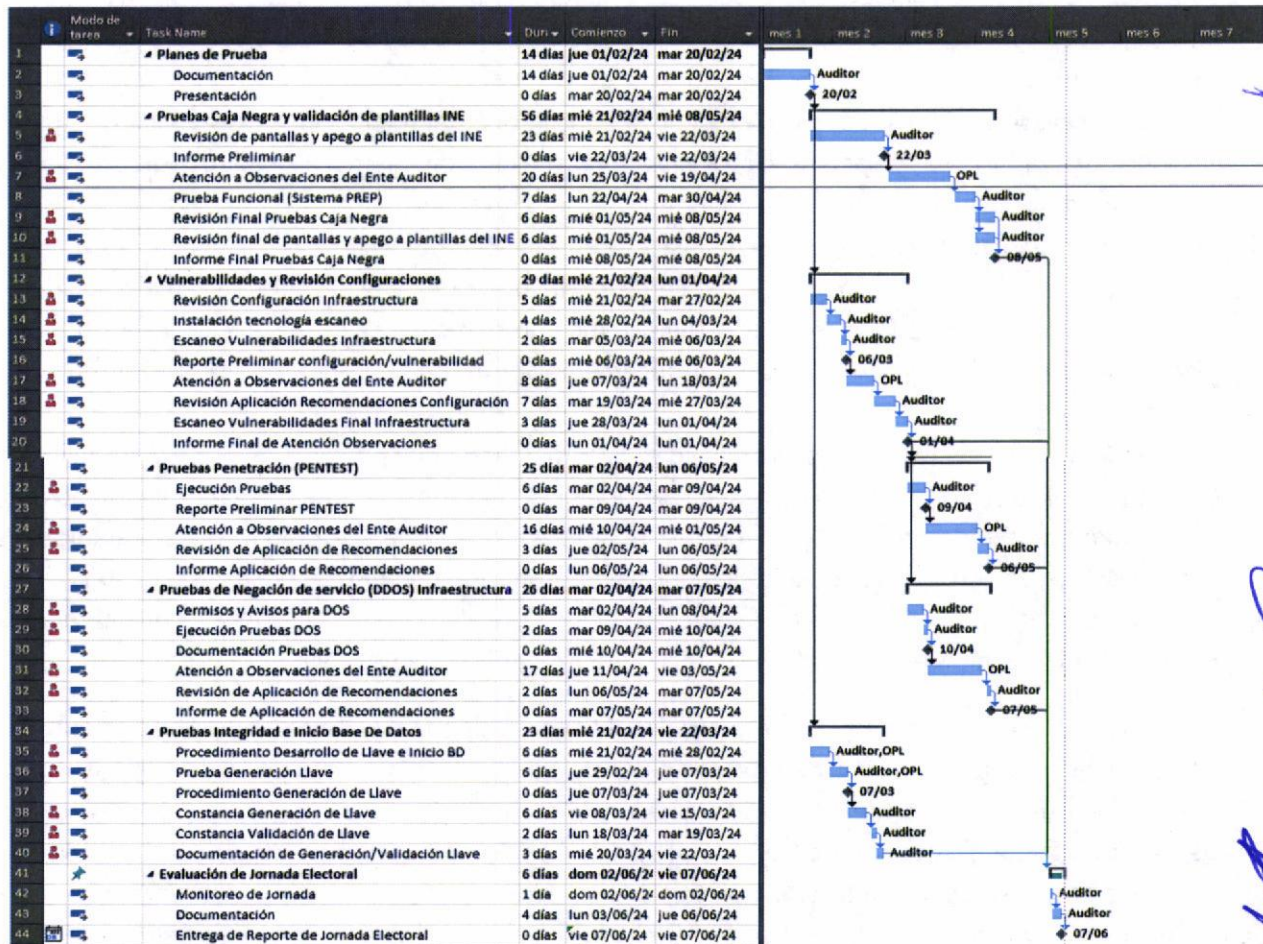 Modo de tarea Task Name Duri Comienzo Fin mes 1 mes 2 mes 3 mes 4 mes 5 mes 6 mes 7
1 Planes de Prueba 14 días jue 01/02/24 mar 20/02/24
2 Documentación 14 días jue 01/02/24 mar 20/02/24 Auditor
3 Presentación 0 días mar 20/02/24 mar 20/02/24 20/02
4 Pruebas Caja Negra y validación de plantillas INE 56 días mié 21/02/24 mié 08/05/24
5 Revisión de pantallas y apego a plantillas del INE 23 días mié 21/02/24 vie 22/03/24 Auditor
6 Informe Preliminar 0 días vie 22/03/24 vie 22/03/24 22/03
7 Atención a Observaciones del Ente Auditor 20 días lun 25/03/24 vie 19/04/24 OPL
8 Prueba Funcional (Sistema PREP) 7 días lun 22/04/24 mar 30/04/24 Auditor
9 Revisión Final Pruebas Caja Negra 6 días mié 01/05/24 mié 08/05/24 Auditor
10 Revisión final de pantallas y apego a plantillas del INE 6 días mié 01/05/24 mié 08/05/24 Auditor
11 Informe Final Pruebas Caja Negra 0 días mié 08/05/24 mié 08/05/24 08/05
12 Vulnerabilidades y Revisión Configuraciones 29 días mié 21/02/24 lun 01/04/24
13 Revisión Configuración Infraestructura 5 días mié 21/02/24 mar 27/02/24 Auditor
14 Instalación tecnología escaneo 4 días mié 28/02/24 lun 04/03/24 Auditor
15 Escaneo Vulnerabilidades Infraestructura 2 días mar 05/03/24 mié 06/03/24 Auditor
16 Reporte Preliminar configuración/vulnerabilidad 0 días mié 06/03/24 mié 06/03/24 06/03
17 Atención a Observaciones del Ente Auditor 8 días jue 07/03/24 lun 18/03/24 OPL
18 Revisión Aplicación Recomendaciones Configuración 7 días mar 19/03/24 mié 27/03/24 Auditor
19 Escaneo Vulnerabilidades Final Infraestructura 3 días jue 28/03/24 lun 01/04/24 Auditor
20 Informe Final de Atención Observaciones 0 días lun 01/04/24 lun 01/04/24 01/04
21 Pruebas Penetración (PENTEST) 25 días mar 02/04/24 lun 06/05/24
22 Ejecución Pruebas 6 días mar 02/04/24 mar 09/04/24 Auditor
23 Reporte Preliminar PENTEST 0 días mar 09/04/24 mar 09/04/24 09/04
24 Atención a Observaciones del Ente Auditor 16 días mié 10/04/24 mié 01/05/24 OPL
25 Revisión de Aplicación de Recomendaciones 3 días jue 02/05/24 lun 06/05/24 Auditor
26 Informe Aplicación de Recomendaciones 0 días lun 06/05/24 lun 06/05/24 06/05
27 Pruebas de Negación de servicio (DDOS) Infraestructura 26 días mar 02/04/24 mar 07/05/24
28 Permisos y Avisos para DOS 5 días mar 02/04/24 lun 08/04/24 Auditor
29 Ejecución Pruebas DOS 2 días mar 09/04/24 mié 10/04/24 Auditor
30 Documentación Pruebas DOS 0 días mié 10/04/24 mié 10/04/24 10/04
31 Atención a Observaciones del Ente Auditor 17 días jue 11/04/24 vie 03/05/24 OPL
32 Revisión de Aplicación de Recomendaciones 2 días lun 06/05/24 mar 07/05/24 Auditor
33 Informe de Aplicación de Recomendaciones 0 días mar 07/05/24 mar 07/05/24 07/05
34 Pruebas Integridad e Inicio Base De Datos 23 días mié 21/02/24 vie 22/03/24
35 Procedimiento Desarrollo de Llave e Inicio BD 6 días mié 21/02/24 mié 28/02/24 Auditor,OPL
36 Prueba Generación Llave 6 días jue 29/02/24 jue 07/03/24 Auditor,OPL
37 Procedimiento Generación de Llave 0 días jue 07/03/24 jue 07/03/24 07/03
38 Constancia Generación de Llave 6 días vie 08/03/24 vie 15/03/24 Auditor
39 Constancia Validación de Llave 2 días lun 18/03/24 mar 19/03/24 Auditor
40 Documentación de Generación/Validación Llave 3 días mié 20/03/24 vie 22/03/24 Auditor
41 Evaluación de Jornada Electoral 6 días dom 02/06/24 vie 07/06/24
42 Monitoreo de Jornada 1 día dom 02/06/24 dom 02/06/24 Auditor
43 Documentación 4 días lun 03/06/24 jue 06/06/24 Auditor
44 Entrega de Reporte de Jornada Electoral 0 días vie 07/06/24 vie 07/06/24 07/06